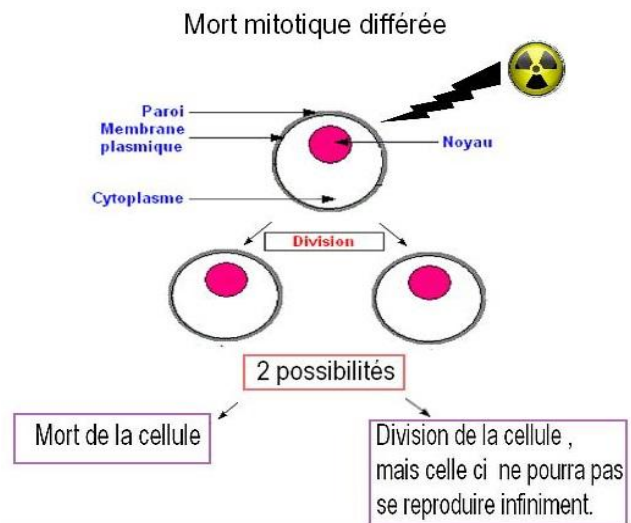 Mort mitotique différée
Paroi
Membrane
plasmique
Noyau
Cytoplasme
Division
2 possibilités
Mort de la cellule
Division de la cellule ,
mais celle ci ne pourra pas
se reproduire infiniment.